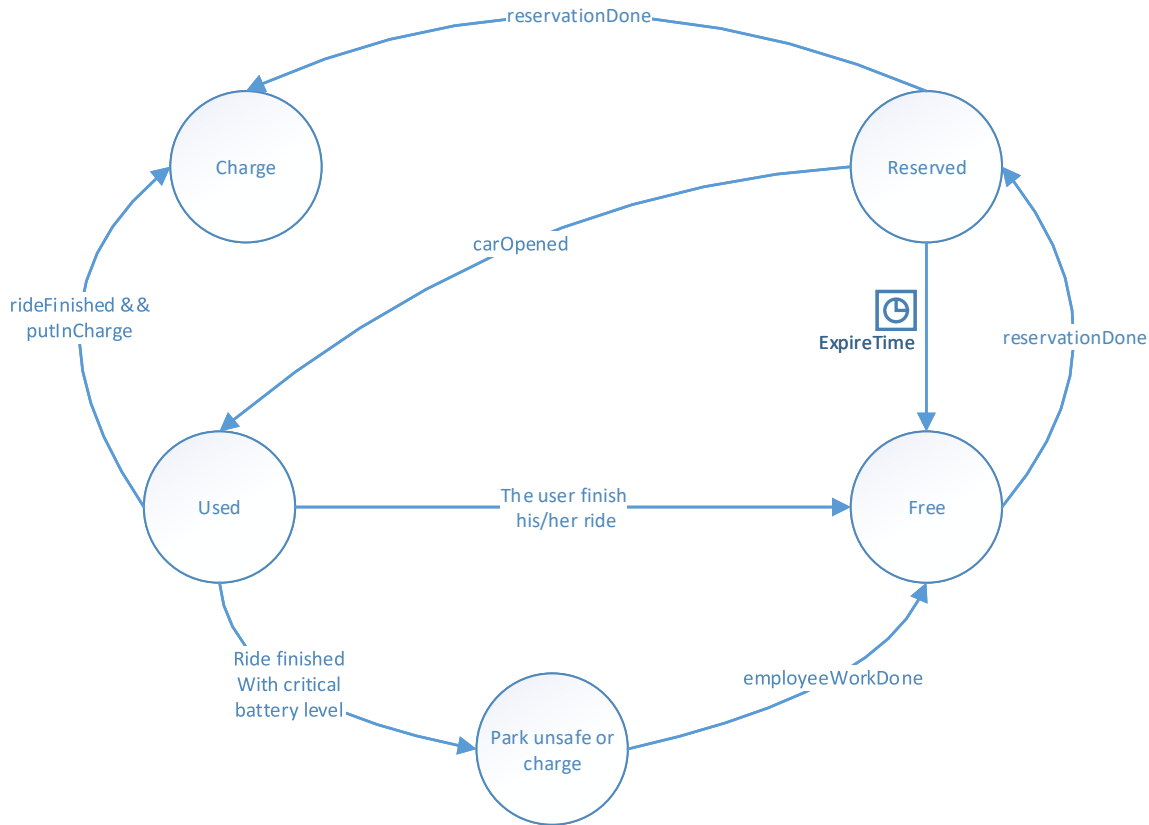 reservationDone
Charge
Reserved
carOpened
rideFinished &&
putInCharge
ExpireTime
reservationDone
Used
The user finish
his/her ride
Free
Ride finished
With critical
battery level
employeeWorkDone
Park unsafe or
charge